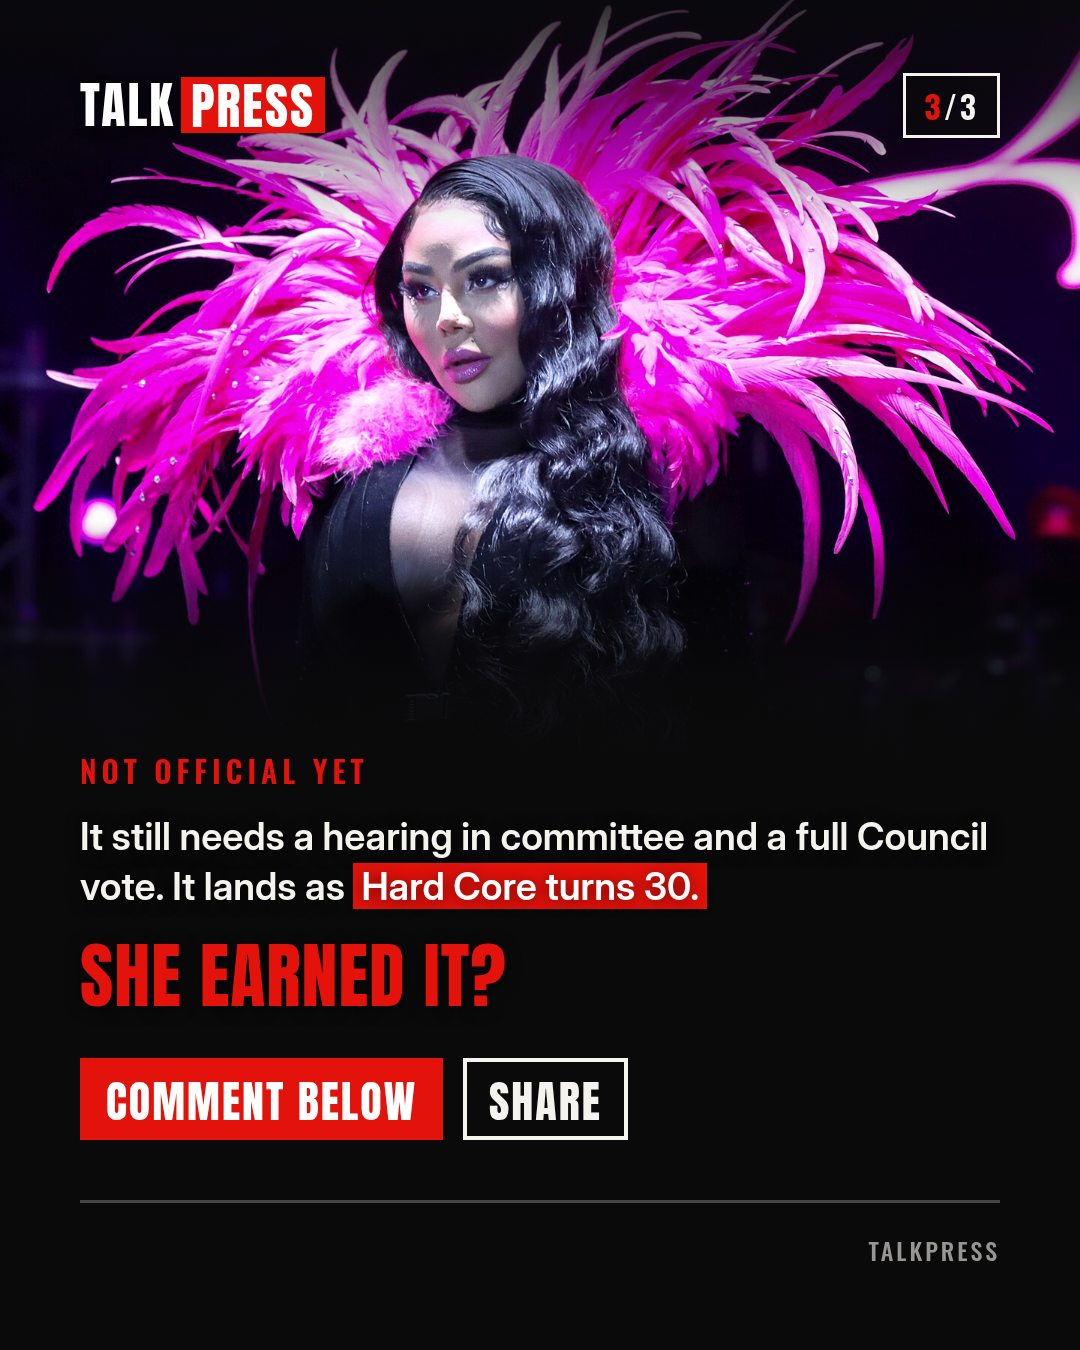 TALK PRESS
3/3
NOT OFFICIAL YET
It still needs a hearing in committee and a full Council
vote. It lands as Hard Core turns 30.
SHE EARNED IT?
COMMENT BELOW
SHARE
TALKPRESS